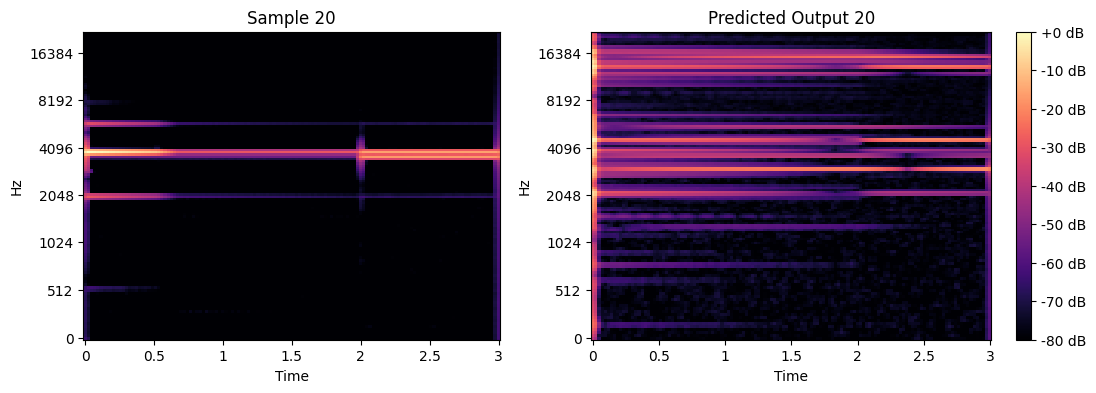 Sample 20
Predicted Output 20
Hz
16384
8192
4096
2048
1024
512
0
0
0.5
1
1.5
2
2.5
3
Time
Hz
16384
8192
4096
2048
1024
512
0
0
0.5
1
1.5
2
2.5
3
Time
+0 dB
-10 dB
-20 dB
-30 dB
-40 dB
-50 dB
-60 dB
-70 dB
-80 dB